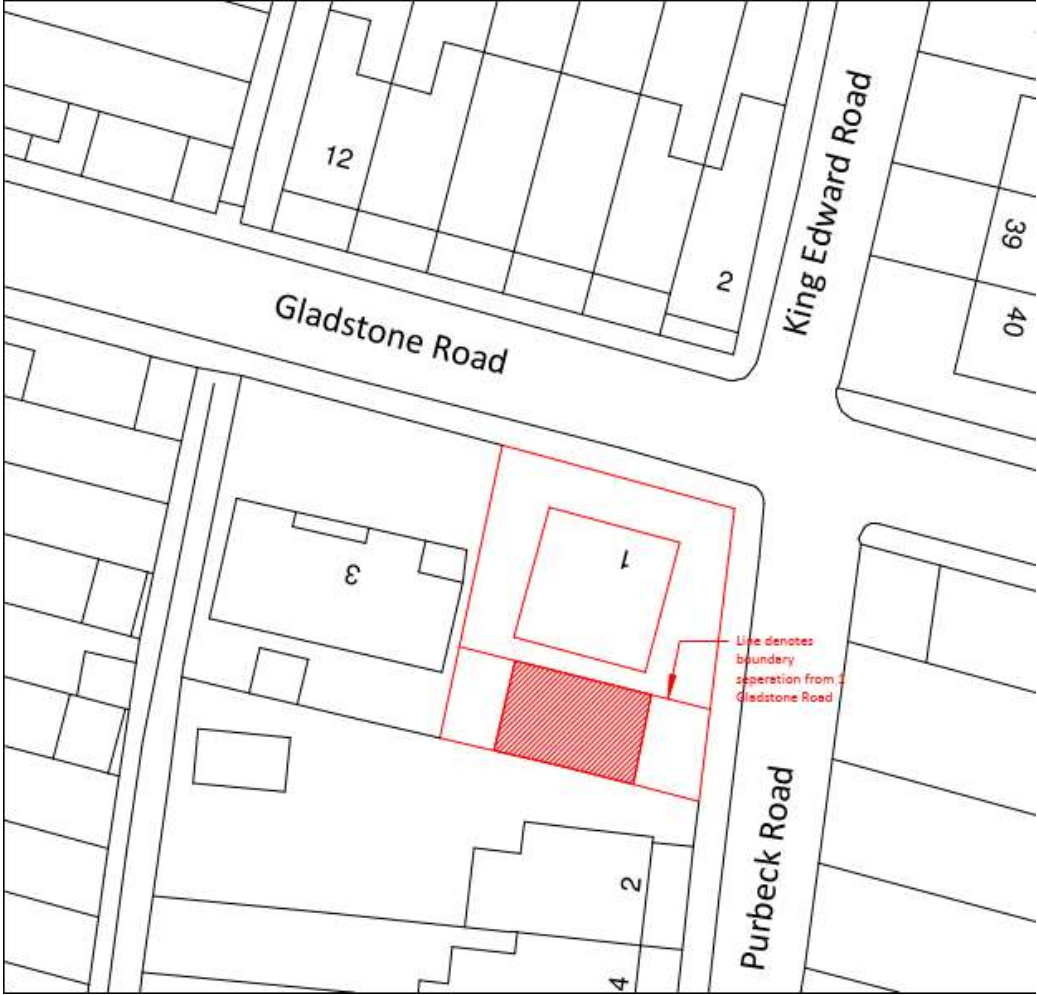 12
2
King Edward Road
39
40
Gladstone Road
1
3
Line denotes
boundary
seperation from 1
Gladstone Road
2
Purbeck Road
4